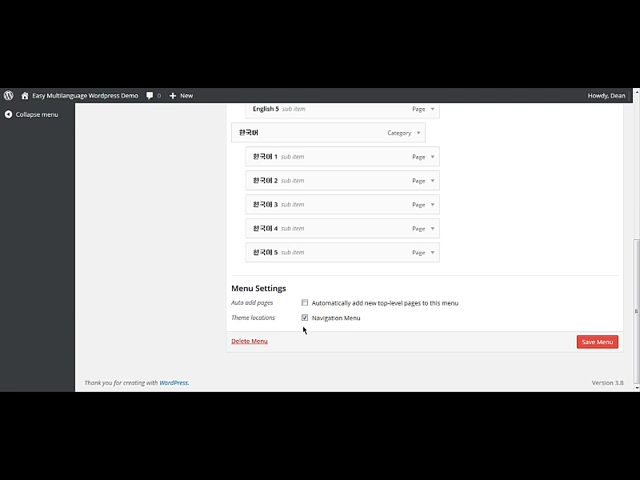 Easy Multilanguage Wordpress Demo 0 New Howdy, Dean
Collapse menu
English 5 sub item Page
한국어 Category
한국어 1 sub item Page
한국어 2 sub item Page
한국어 3 sub item Page
한국어 4 sub item Page
한국어 5 sub item Page
Menu Settings
Auto add pages Automatically add new top-level pages to this menu
Theme locations Navigation Menu
Delete Menu Save Menu
Thank you for creating with WordPress. Version 3.8